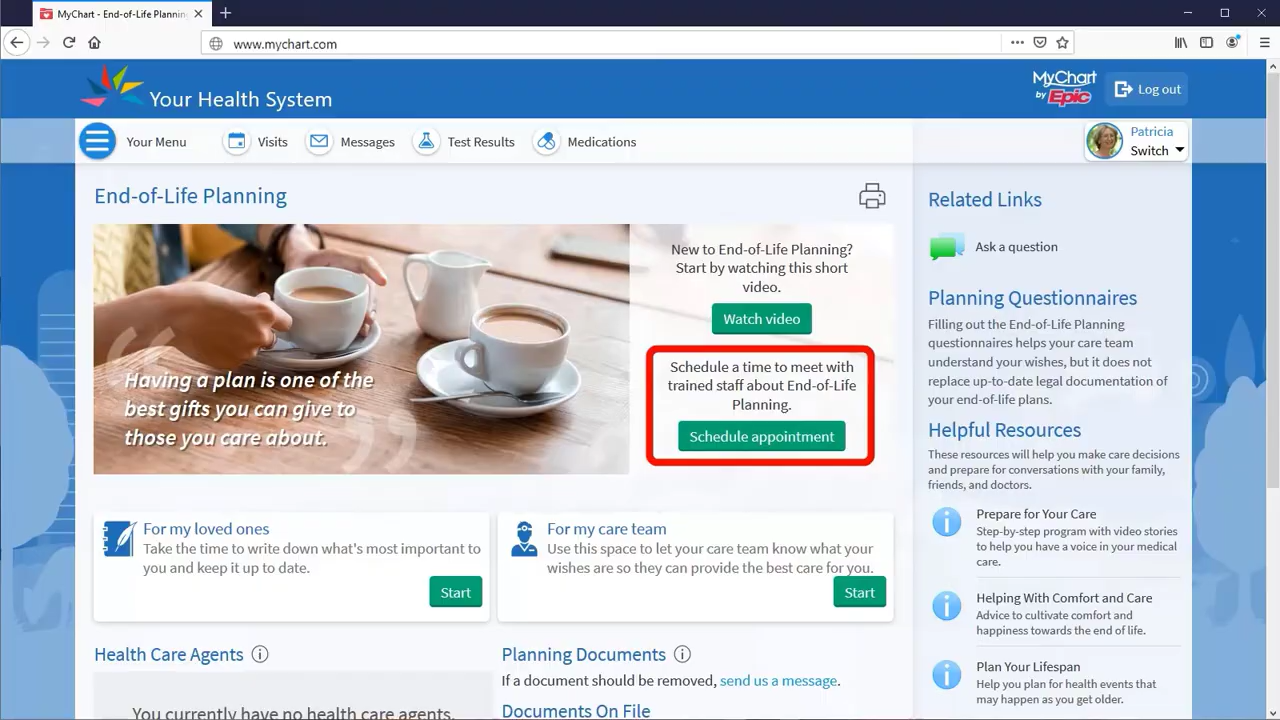 MyChart - End-of-Life Planning
www.mychart.com
Your Health System
MyChart
by Epic
Log out
Your Menu
Visits
Messages
Test Results
Medications
Patricia
Switch
End-of-Life Planning
New to End-of-Life Planning?
Start by watching this short
video.
Watch video
Having a plan is one of the
best gifts you can give to
those you care about.
Schedule a time to meet with
trained staff about End-of-Life
Planning.
Schedule appointment
For my loved ones
Take the time to write down what's most important to
you and keep it up to date.
Start
For my care team
Use this space to let your care team know what your
wishes are so they can provide the best care for you.
Start
Health Care Agents
You currently have no health care agents.
Planning Documents
If a document should be removed, send us a message.
Documents On File
Related Links
Ask a question
Planning Questionnaires
Filling out the End-of-Life Planning
questionnaires helps your care team
understand your wishes, but it does not
replace up-to-date legal documentation of
your end-of-life plans.
Helpful Resources
These resources will help you make care decisions
and prepare for conversations with your family,
friends, and doctors.
Prepare for Your Care
Step-by-step program with video stories
to help you have a voice in your medical
care.
Helping With Comfort and Care
Advice to cultivate comfort and
happiness towards the end of life.
Plan Your Lifespan
Help you plan for health events that
may happen as you get older.